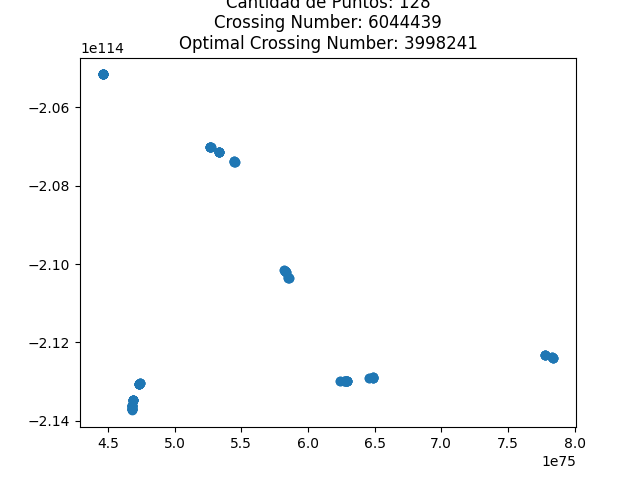 Cantidad de Puntos: 128
Crossing Number: 6044439
Optimal Crossing Number: 3998241
1e114
−2.06
−2.08
−2.10
−2.12
−2.14
4.5 5.0 5.5 6.0 6.5 7.0 7.5 8.0
1e75